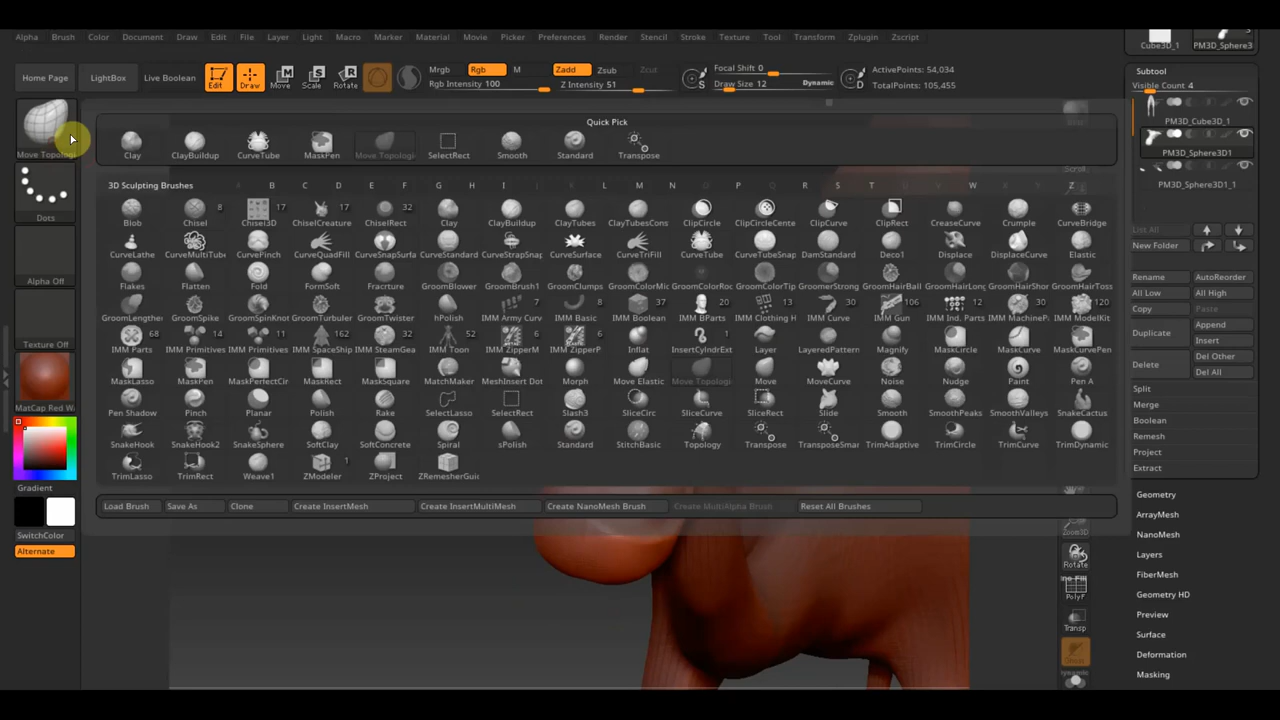 Alpha Brush Color Document Draw Edit File Layer Light Macro Marker Material Movie Picker Preferences Render Stencil Stroke Texture Tool Transform Zplugin Zscript
Cube3D_1 PM3D_Sphere3
Home Page LightBox Live Boolean Edit Draw Move Scale Rotate
Mrgb Rgb M Zadd Zsub Zcut
Rgb Intensity 100 Z Intensity 51
Focal Shift 0
Draw Size 12 Dynamic
ActivePoints: 54,034
TotalPoints: 105,455
S D
Subtool
Visible Count 4
PM3D_Cube3D_1
PM3D_Sphere3D1
PM3D_Sphere3D1_1
List All
New Folder
Rename AutoReorder
All Low All High
Copy Paste
Duplicate Append
Insert
Delete Del Other
Del All
Split
Merge
Boolean
Remesh
Project
Extract
Geometry
ArrayMesh
NanoMesh
Layers
FiberMesh
Geometry HD
Preview
Surface
Deformation
Masking
Move Topologi
Dots
Alpha Off
Texture Off
MatCap Red W
Gradient
SwitchColor
Alternate
Quick Pick
Clay ClayBuildup CurveTube MaskPen Move Topologi SelectRect Smooth Standard Transpose
3D Sculpting Brushes A B C D E F G H I J K L M N O P Q R S T V W X Y Z
8 17 17 32
Blob Chisel Chisel3D ChiselCreature ChiselRect Clay ClayBuildup ClayTubes ClayTubesCons ClipCircle ClipCircleCente ClipCurve ClipRect CreaseCurve Crumple CurveBridge
CurveLathe CurveMultiTube CurvePinch CurveQuadFill CurveSnapSurfa CurveStandard CurveStrapSnap CurveSurface CurveTriFill CurveTube CurveTubeSnap DamStandard Deco1 Displace DisplaceCurve Elastic
Flakes Flatten Fold FormSoft Fracture GroomBlower GroomBrush1 GroomClumps GroomColorMic GroomColorRoo GroomColorTip GroomerStrong GroomHairBall GroomHairLong GroomHairShor GroomHairToss
7 8 37 20 13 30 106 12 30 120
GroomLengthen GroomSpike GroomSpinKnot GroomTurbulen GroomTwister hPolish IMM Army Curv IMM Basic IMM Boolean IMM BParts IMM Clothing H IMM Curve IMM Gun IMM Ind. Parts IMM MachineP IMM ModelKit
68 14 11 162 32 52 6 6 1
IMM Parts IMM Primitives IMM Primitives IMM SpaceShip IMM SteamGea IMM Toon IMM ZipperM IMM ZipperP Inflat InsertCylndrExt Layer LayeredPattern Magnify MaskCircle MaskCurve MaskCurvePen
MaskLasso MaskPen MaskPerfectCir MaskRect MaskSquare MatchMaker MeshInsert Dot Morph Move Elastic Move Topologi Move MoveCurve Noise Nudge Paint Pen A
Pen Shadow Pinch Planar Polish Rake SelectLasso SelectRect Slash3 SliceCirc SliceCurve SliceRect Slide Smooth SmoothPeaks SmoothValleys SnakeCactus
SnakeHook SnakeHook2 SnakeSphere SoftClay SoftConcrete Spiral sPolish Standard StitchBasic Topology Transpose TransposeSmar TrimAdaptive TrimCircle TrimCurve TrimDynamic
1
TrimLasso TrimRect Weave1 ZModeler ZProject ZRemesherGuid
Load Brush Save As Clone Create InsertMesh Create InsertMultiMesh Create NanoMesh Brush Create MultiAlpha Brush Reset All Brushes
Zoom3D
Rotate
PolyF
Transp